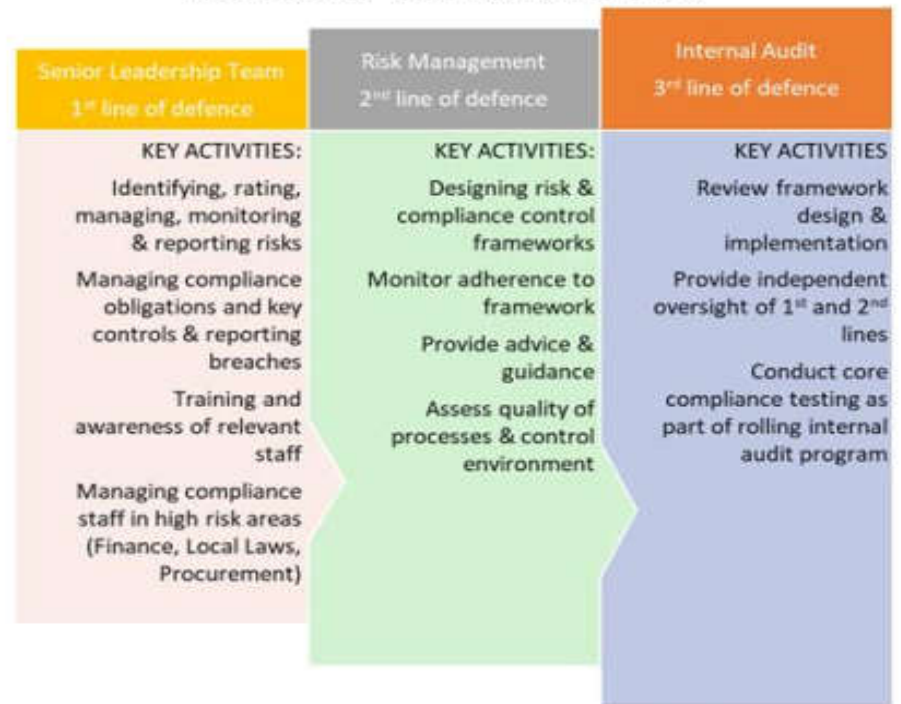 Senior Leadership Team
1st line of defence
KEY ACTIVITIES:
Identifying, rating,
managing, monitoring
& reporting risks
Managing compliance
obligations and key
controls & reporting
breaches
Training and
awareness of relevant
staff
Managing compliance
staff in high risk areas
(Finance, Local Laws,
Procurement)
Risk Management
2nd line of defence
KEY ACTIVITIES:
Designing risk &
compliance control
frameworks
Monitor adherence to
framework
Provide advice &
guidance
Assess quality of
processes & control
environment
Internal Audit
3rd line of defence
KEY ACTIVITIES
Review framework
design &
implementation
Provide independent
oversight of 1st and 2nd
lines
Conduct core
compliance testing as
part of rolling internal
audit program